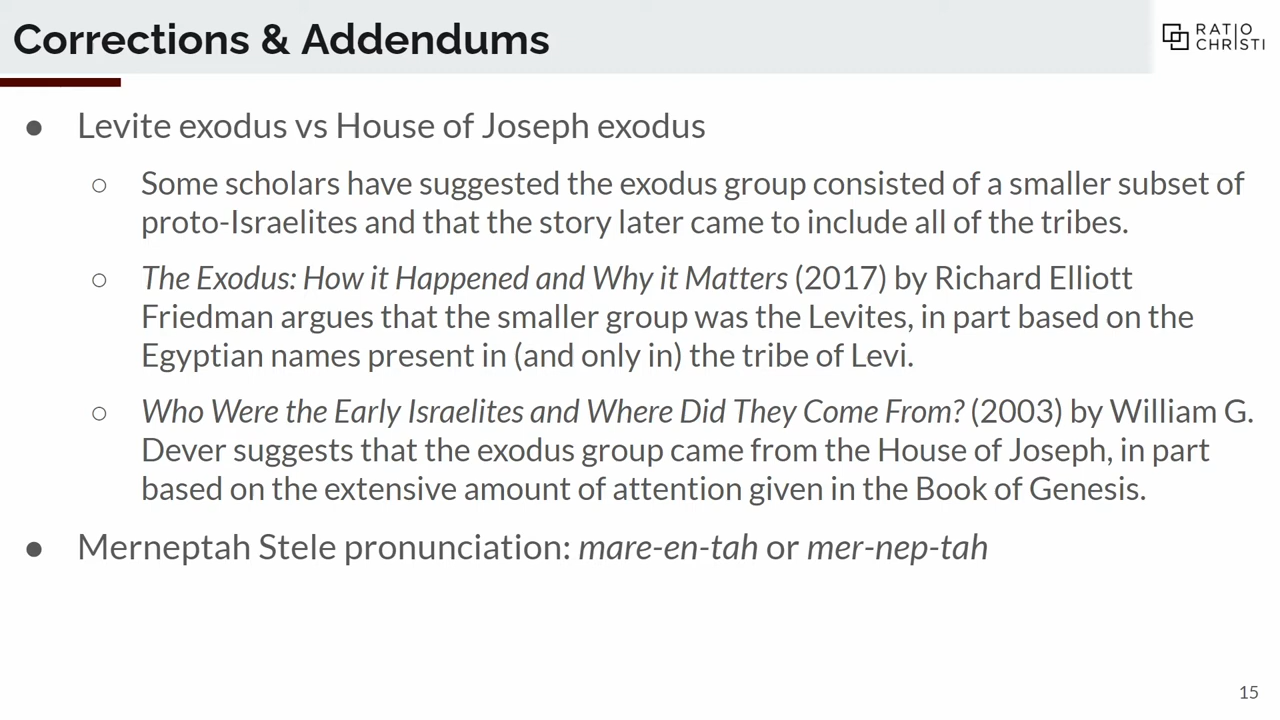 Corrections & Addendums
RATIO
CHRISTI
● Levite exodus vs House of Joseph exodus
○ Some scholars have suggested the exodus group consisted of a smaller subset of
proto-Israelites and that the story later came to include all of the tribes.
○ The Exodus: How it Happened and Why it Matters (2017) by Richard Elliott
Friedman argues that the smaller group was the Levites, in part based on the
Egyptian names present in (and only in) the tribe of Levi.
○ Who Were the Early Israelites and Where Did They Come From? (2003) by William G.
Dever suggests that the exodus group came from the House of Joseph, in part
based on the extensive amount of attention given in the Book of Genesis.
● Merneptah Stele pronunciation: mare-en-tah or mer-nep-tah
15